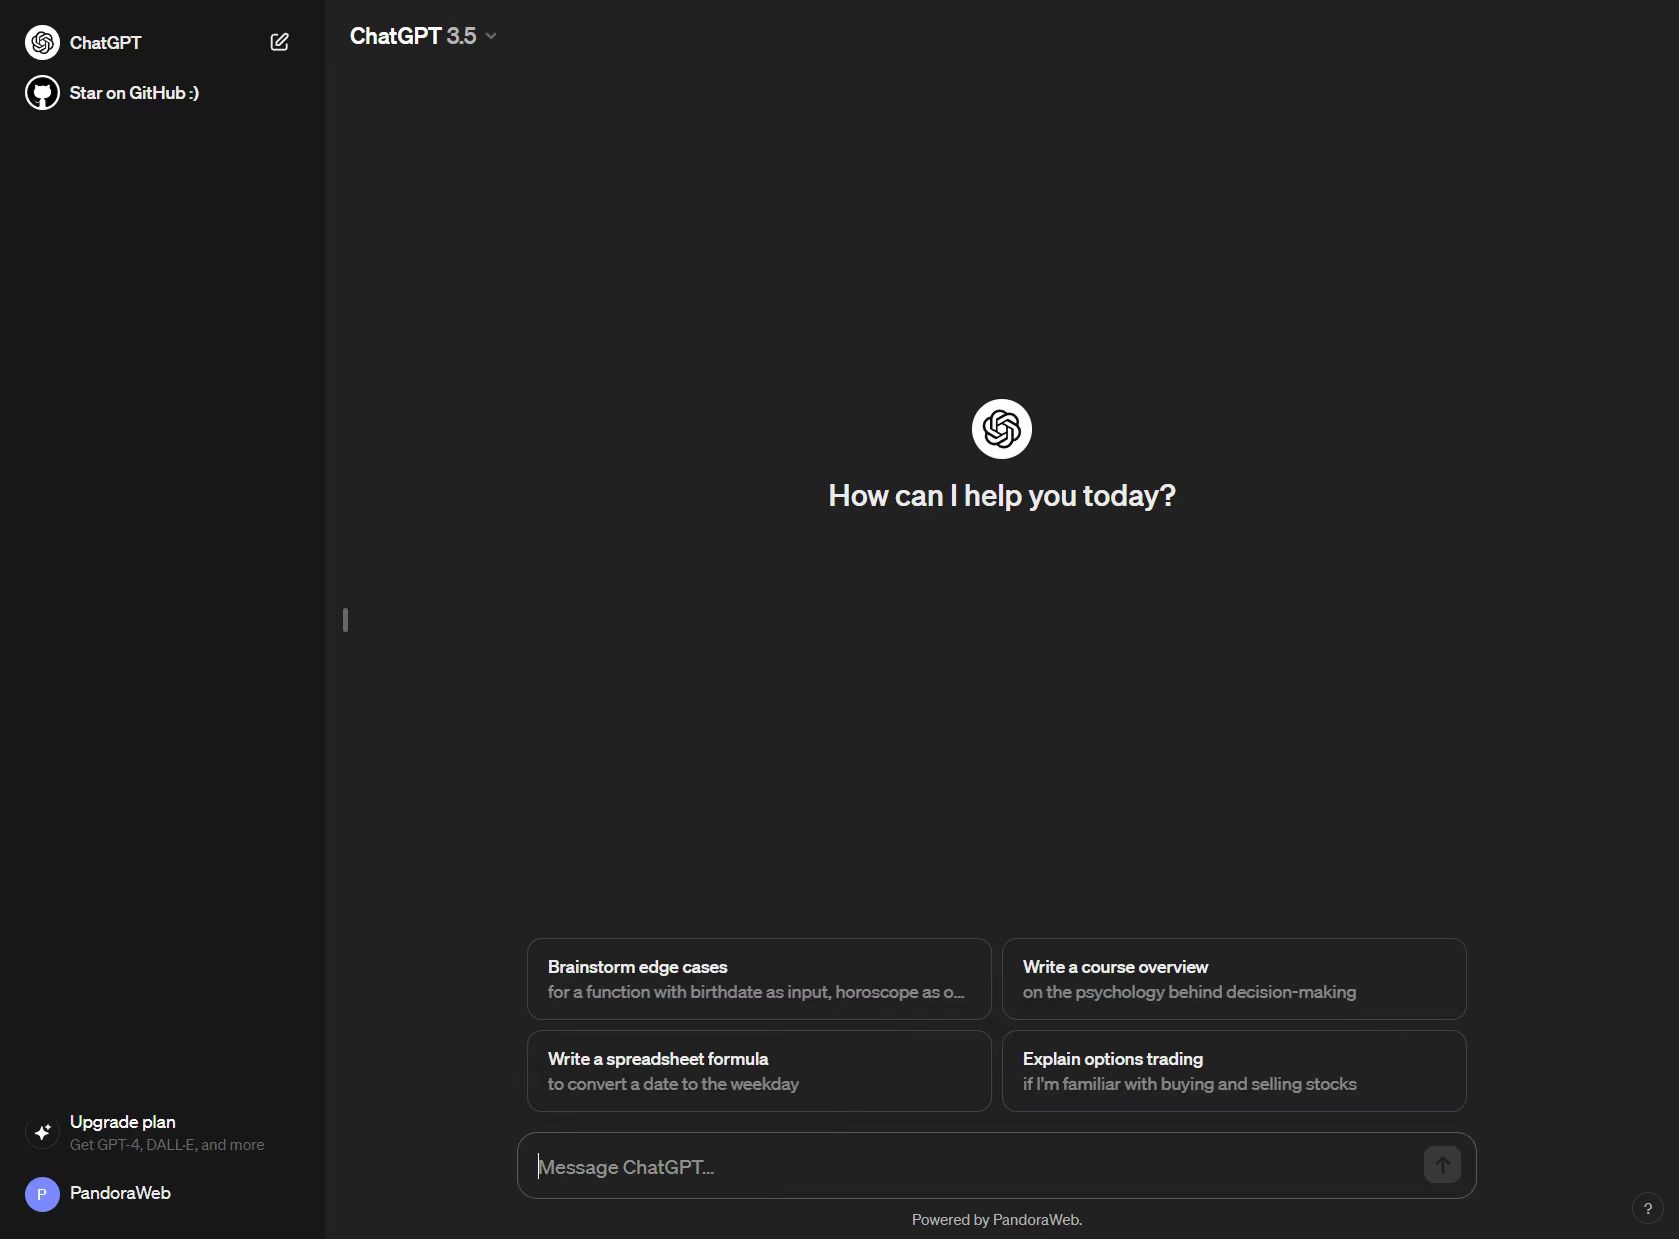 ChatGPT
Star on GitHub :)
ChatGPT 3.5
How can I help you today?
Brainstorm edge cases
for a function with birthdate as input, horoscope as o...
Write a course overview
on the psychology behind decision-making
Write a spreadsheet formula
to convert a date to the weekday
Explain options trading
if I'm familiar with buying and selling stocks
Upgrade plan
Get GPT-4, DALL·E, and more
P PandoraWeb
Message ChatGPT...
Powered by PandoraWeb.
?